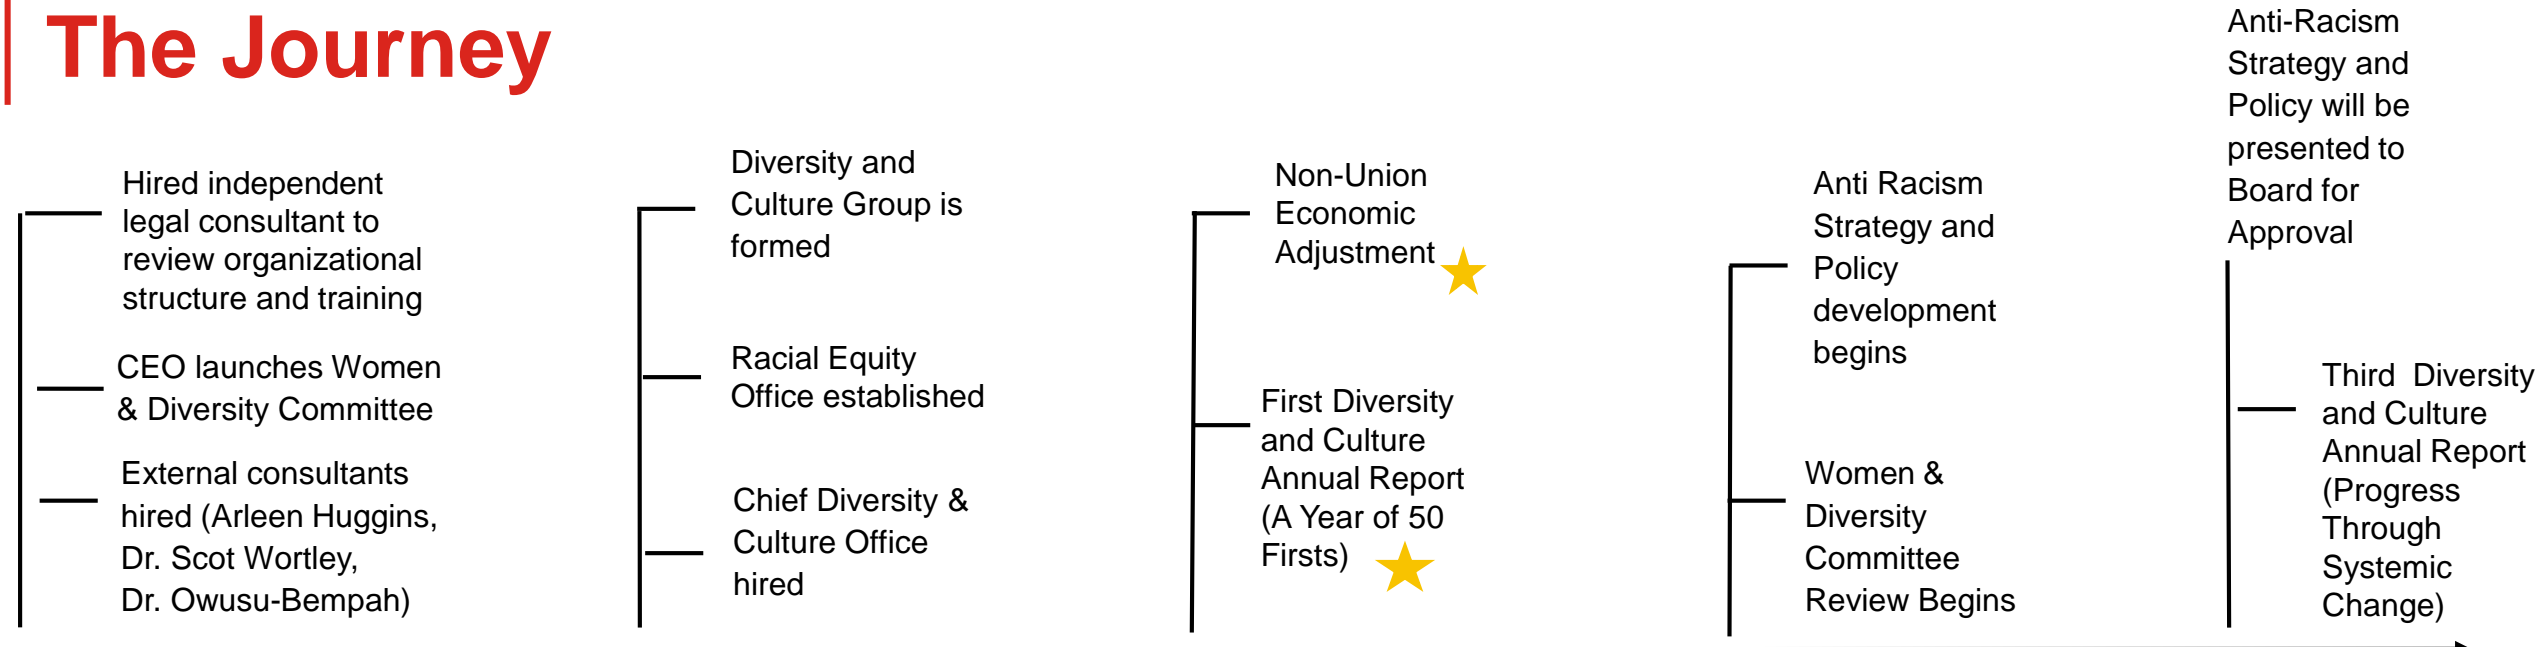 The Journey
Hired independent
legal consultant to
review organizational
structure and training
CEO launches Women
& Diversity Committee
External consultants
hired (Arleen Huggins,
Dr. Scot Wortley,
Dr. Owusu-Bempah)
Diversity and
Culture Group is
formed
Racial Equity
Office established
Chief Diversity &
Culture Office
hired
Non-Union
Economic
Adjustment
First Diversity
and Culture
Annual Report
(A Year of 50
Firsts)
Anti Racism
Strategy and
Policy
development
begins
Women &
Diversity
Committee
Review Begins
Anti-Racism
Strategy and
Policy will be
presented to
Board for
Approval
Third  Diversity
and Culture
Annual Report
(Progress
Through
Systemic
Change)